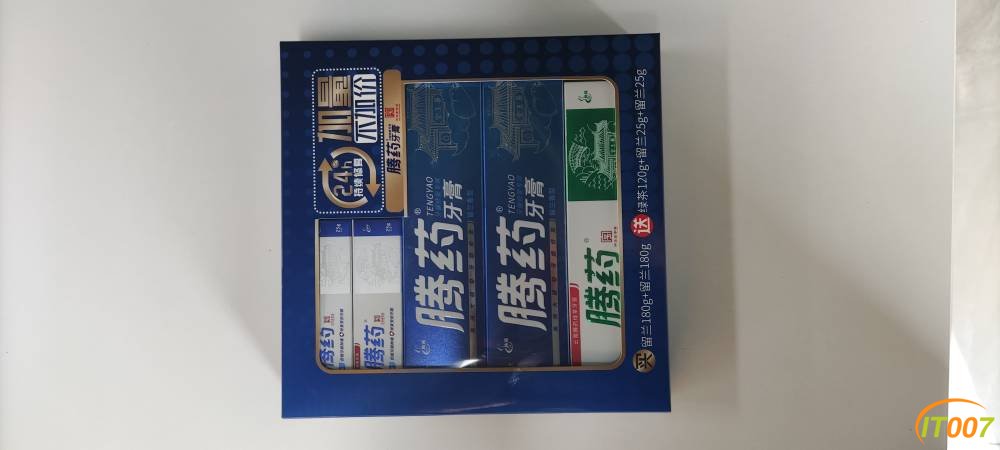 加量
不加价
24h
持续修护
腾药牙膏
25g
25g
腾药
腾药
腾药®
TENGYAO
牙膏
腾药®
TENGYAO
牙膏
腾药®
买 留兰180g+留兰180g 送 绿茶120g+留兰25g+留兰25g
IT007